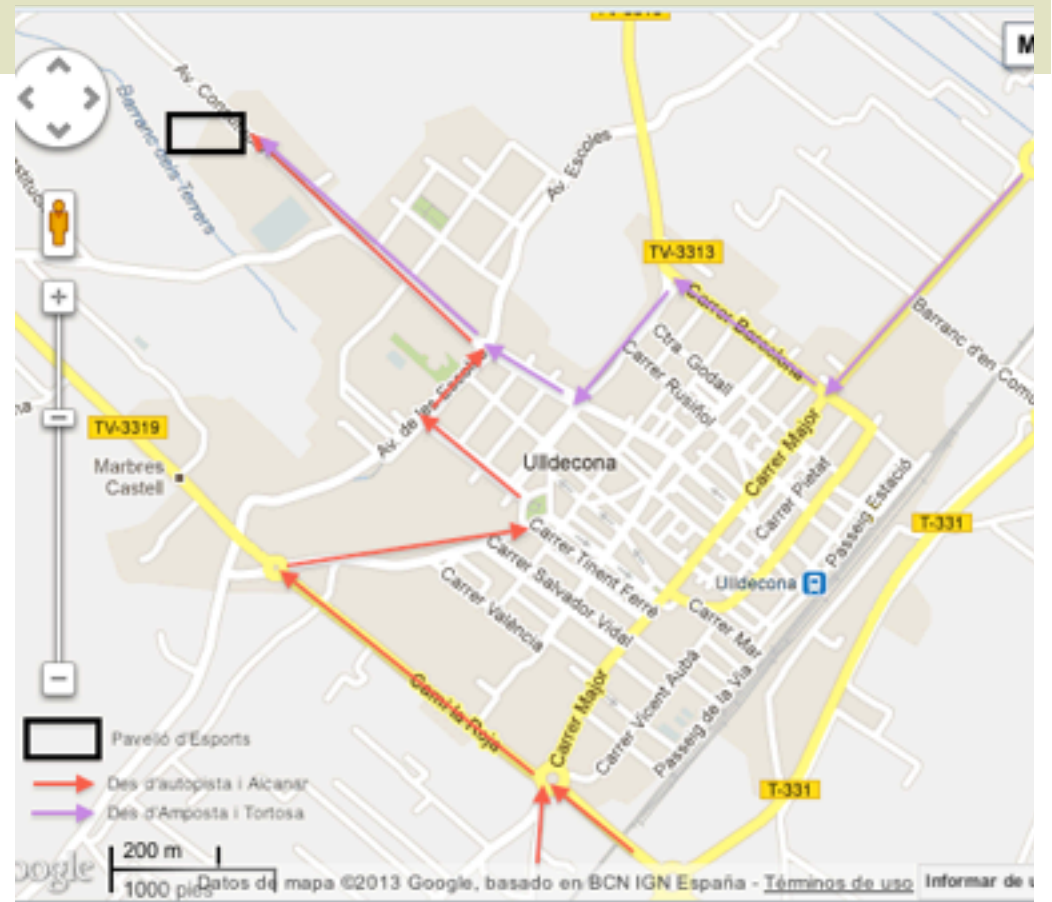 TV-3313
M
Av. Const
Barranc dels Terrers
stituc
Av. Escoles
TV-3313
Carrer Barcelona
Ctra. Godall
Carrer Rusiñol
Barranc d'en Comu
TV-3319
Av. de les Escoles
Marbres
Castell
Ulldecona
Carrer Major
Carrer Pietat
Passeig Estació
T-331
Carrer Tinent Ferré
Carrer Salvador Vidal
Carrer València
Ulldecona
Carrer Mar
Camí la Roja
Carrer Major
Carrer Vicent Aubà
Passeig de la Via
T-331
Pavelló d'Esports
Des d'autopista i Alcanar
Des d'Amposta i Tortosa
200 m
1000 pies
oogle
Datos de mapa ©2013 Google, basado en BCN IGN España - Términos de uso
Informar de u